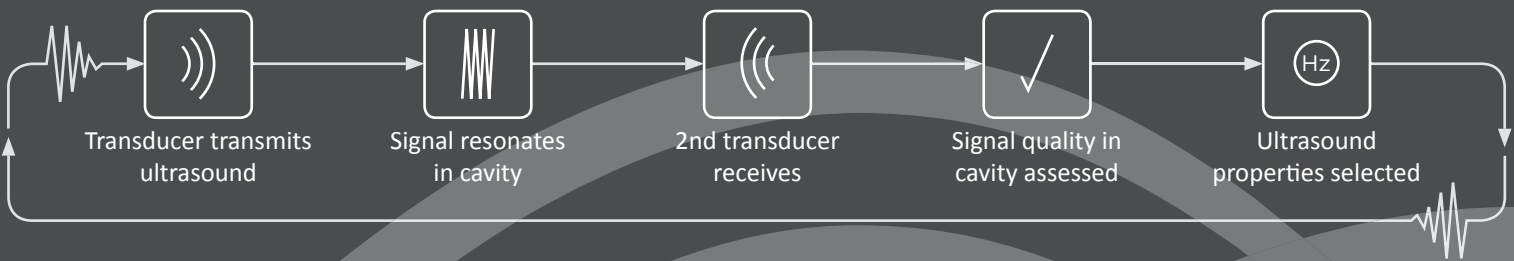 Hz
Transducer transmits
ultrasound
Signal resonates
in cavity
2nd transducer
receives
Signal quality in
cavity assessed
Ultrasound
properties selected